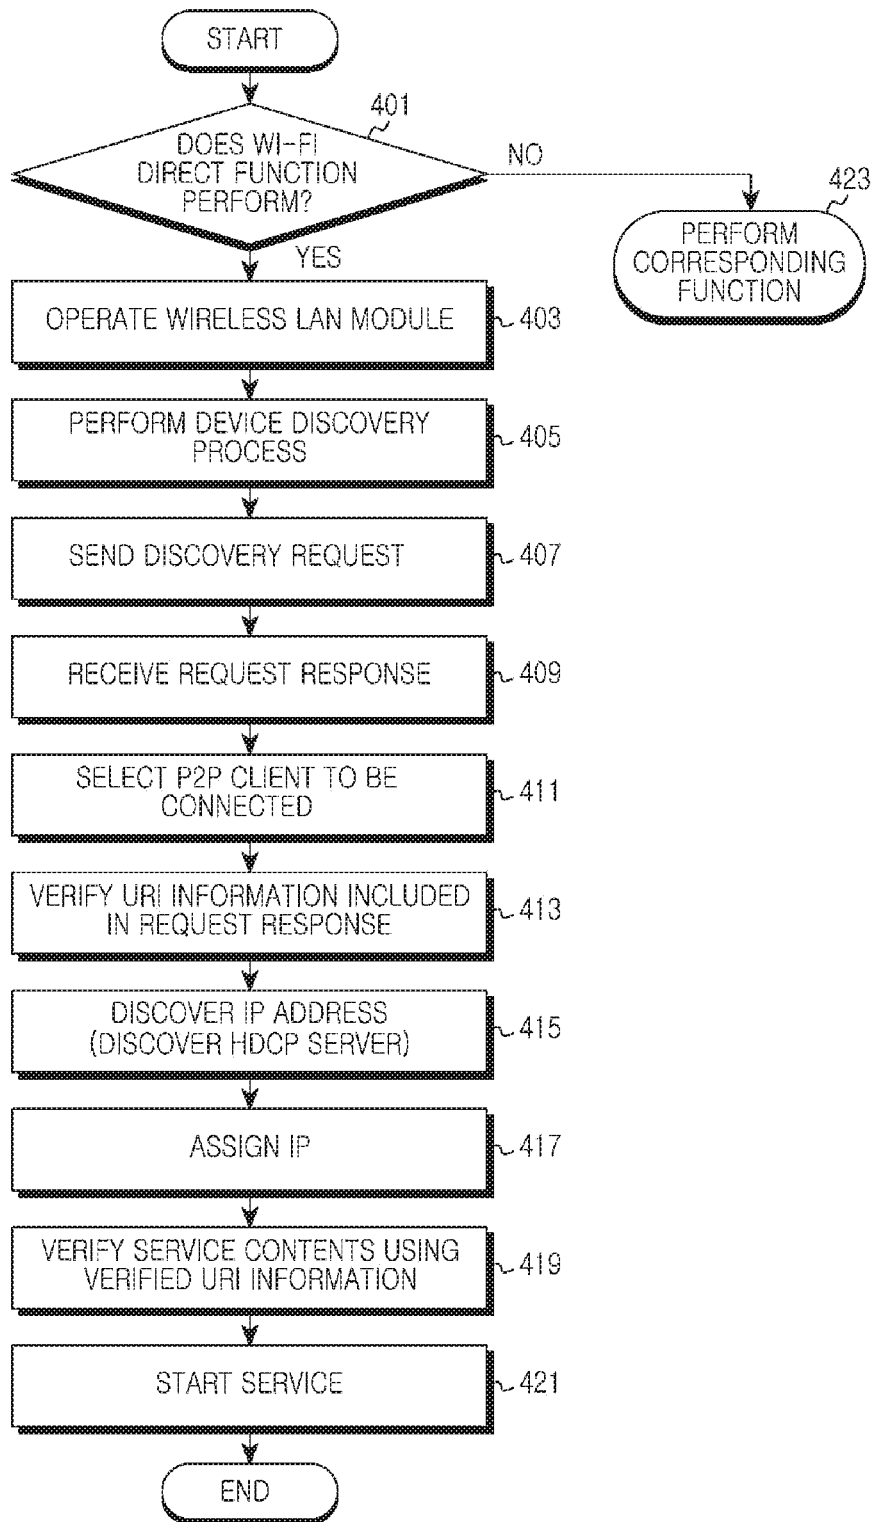 START
401
DOES WI-FI
DIRECT FUNCTION
PERFORM?
NO
423
PERFORM
CORRESPONDING
FUNCTION
YES
OPERATE WIRELESS LAN MODULE
403
PERFORM DEVICE DISCOVERY
PROCESS
405
SEND DISCOVERY REQUEST
407
RECEIVE REQUEST RESPONSE
409
SELECT P2P CLIENT TO BE
CONNECTED
411
VERIFY URI INFORMATION INCLUDED
IN REQUEST RESPONSE
413
DISCOVER IP ADDRESS
(DISCOVER HDCP SERVER)
415
ASSIGN IP
417
VERIFY SERVICE CONTENTS USING
VERIFIED URI INFORMATION
419
START SERVICE
421
END